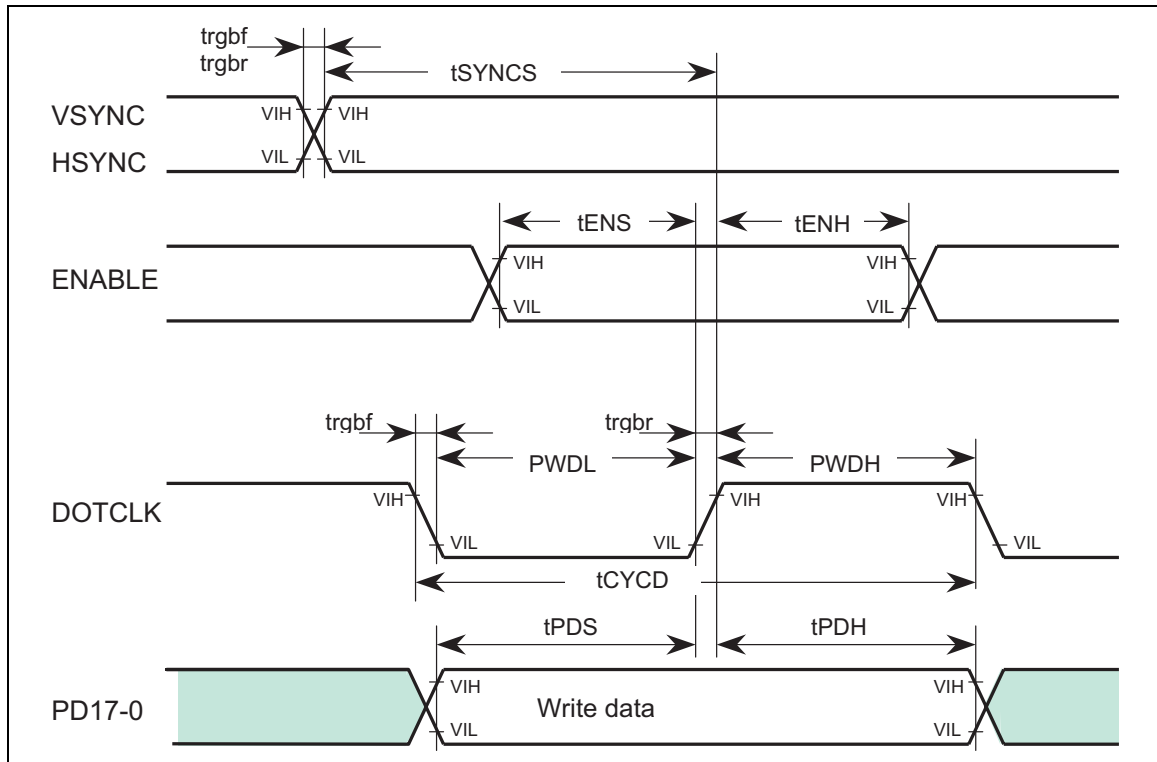 trgbf
trgbr
tSYNCS
VSYNC
VIH VIH
HSYNC
VIL VIL
tENS tENH
ENABLE
VIH VIH
VIL VIL
trgbf trgbr
PWDL PWDH
DOTCLK
VIH VIH VIH
VIL VIL VIL
tCYCD
tPDS tPDH
PD17-0
VIH VIH
Write data
VIL VIL